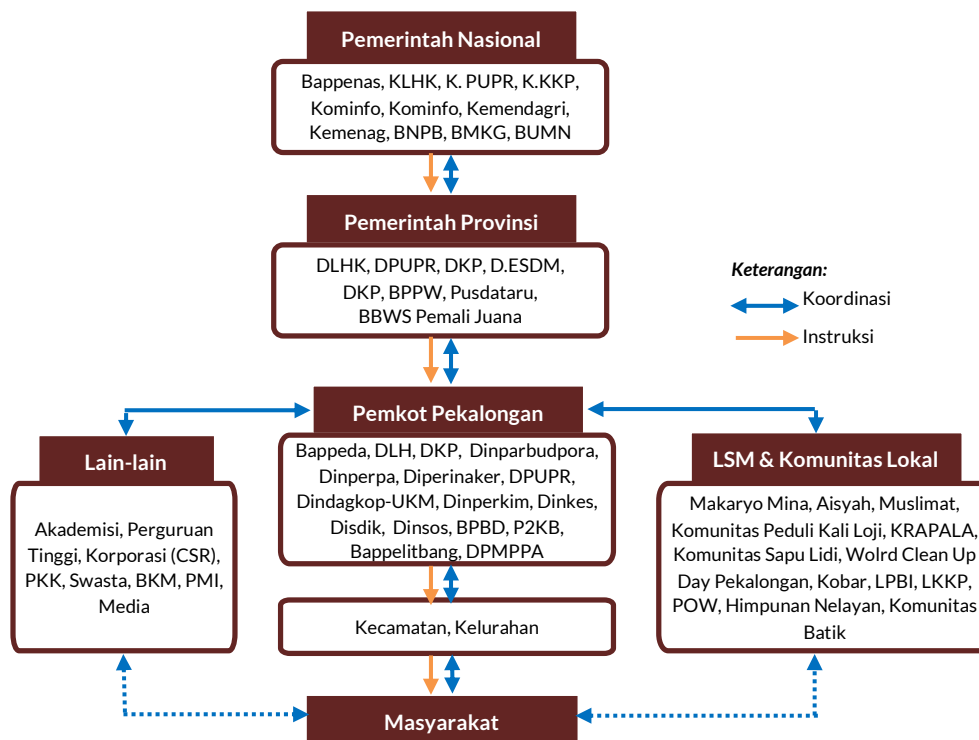 Pemerintah Nasional
Bappenas, KLHK, K. PUPR, K.KKP,
Kominfo, Kominfo, Kemendagri,
Kemenag, BNPB, BMKG, BUMN
Pemerintah Provinsi
DLHK, DPUPR, DKP, D.ESDM,
DKP, BPPW, Pusdataru,
BBWS Pemali Juana
Keterangan:
Koordinasi
Instruksi
Pemkot Pekalongan
Bappeda, DLH, DKP, Dinparbudpora,
Dinperpa, Diperinaker, DPUPR,
Dindagkop-UKM, Dinperkim, Dinkes,
Disdik, Dinsos, BPBD, P2KB,
Bappelitbang, DPMPPA
Lain-lain
Akademisi, Perguruan
Tinggi, Korporasi (CSR),
PKK, Swasta, BKM, PMI,
Media
LSM & Komunitas Lokal
Makaryo Mina, Aisyah, Muslimat,
Komunitas Peduli Kali Loji, KRAPALA,
Komunitas Sapu Lidi, Wolrd Clean Up
Day Pekalongan, Kobar, LPBI, LKKP,
POW, Himpunan Nelayan, Komunitas
Batik
Kecamatan, Kelurahan
Masyarakat